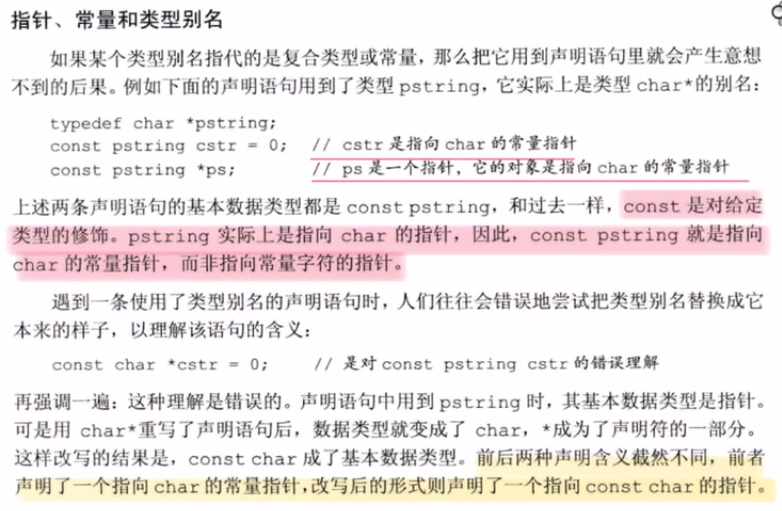 指针、常量和类型别名
如果某个类型别名指代的是复合类型或常量，那么把它用到声明语句里就会产生意想
不到的后果。例如下面的声明语句用到了类型 pstring，它实际上是类型 char*的别名：
typedef char *pstring;
const pstring cstr = 0; // cstr 是指向 char 的常量指针
const pstring *ps; // ps 是一个指针，它的对象是指向 char 的常量指针
上述两条声明语句的基本数据类型都是 const pstring，和过去一样，const 是对给定
类型的修饰。pstring 实际上是指向 char 的指针，因此，const pstring 就是指向
char 的常量指针，而非指向常量字符的指针。
遇到一条使用了类型别名的声明语句时，人们往往会错误地尝试把类型别名替换成它
本来的样子，以理解该语句的含义：
const char *cstr = 0; // 是对 const pstring cstr 的错误理解
再强调一遍：这种理解是错误的。声明语句中用到 pstring 时，其基本数据类型是指针。
可是用 char*重写了声明语句后，数据类型就变成了 char，*成为了声明符的一部分。
这样改写的结果是，const char 成了基本数据类型。前后两种声明含义截然不同，前者
声明了一个指向 char 的常量指针，改写后的形式则声明了一个指向 const char 的指针。